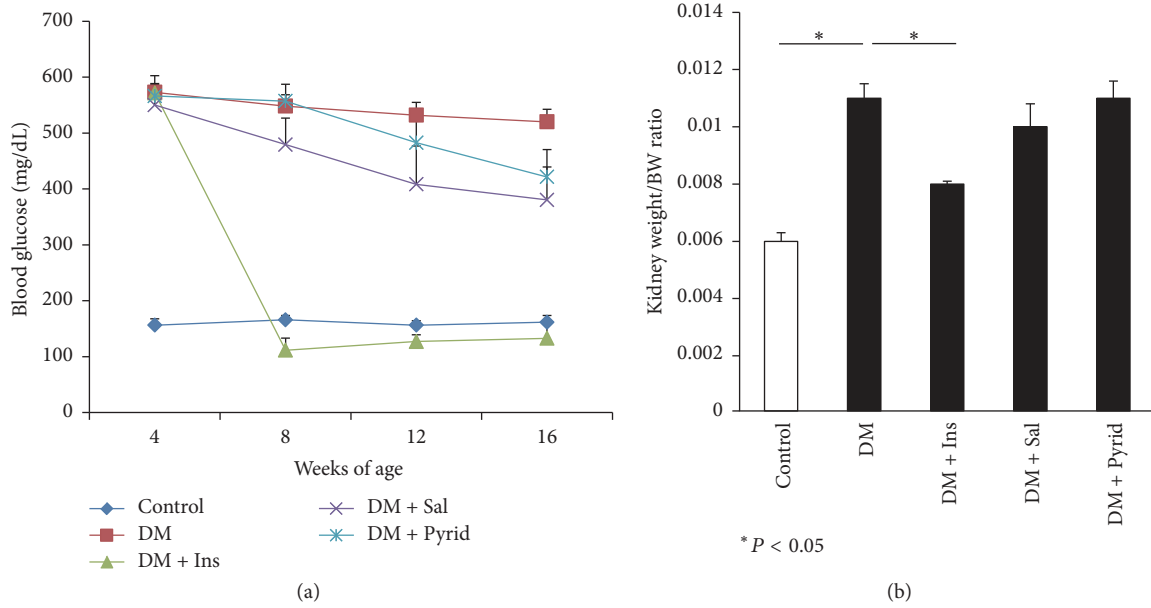 700
600
500
400
300
200
100
0
Blood glucose (mg/dL)
4
8
12
16
Weeks of age
Control
DM
DM + Ins
DM + Sal
DM + Pyrid
(a)
0.014
0.012
0.01
0.008
0.006
0.004
0.002
0
Kidney weight/BW ratio
*
*
Control
DM
DM + Ins
DM + Sal
DM + Pyrid
* P < 0.05
(b)